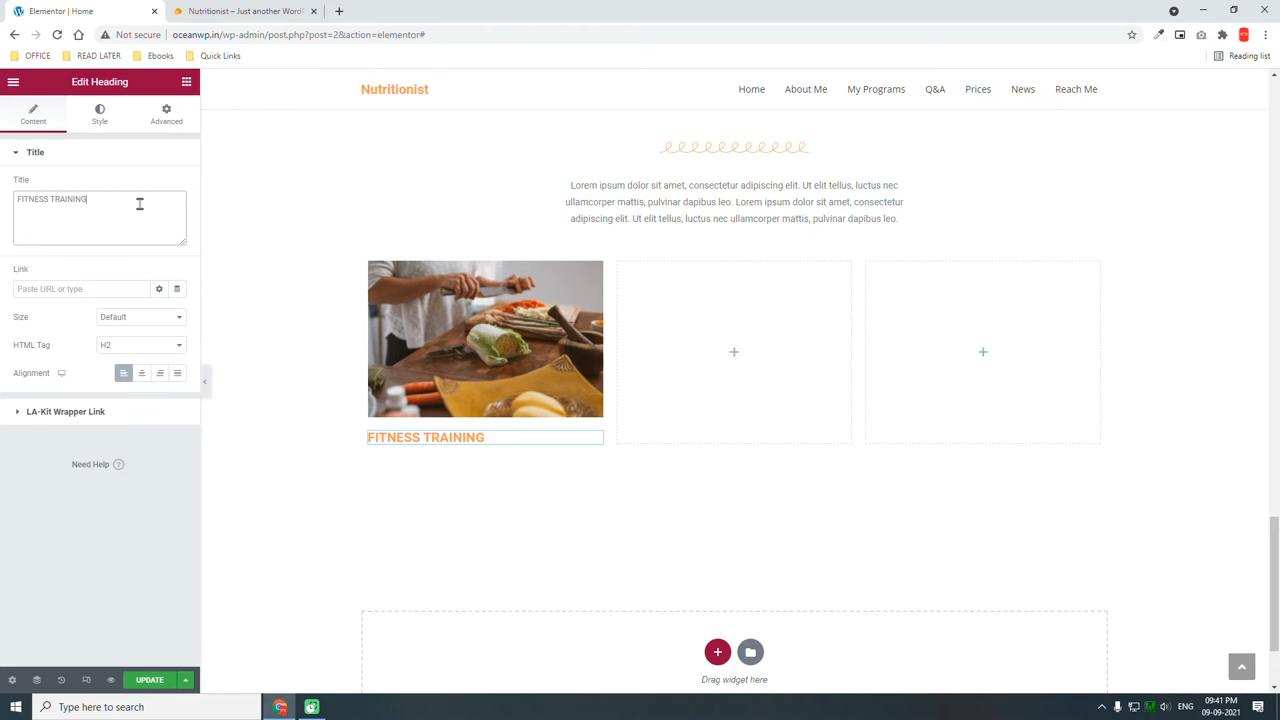 Elementor | Home
Nutritionist – Just another WordP
Not secure
oceanwp.in/wp-admin/post.php?post=2&action=elementor#
OFFICE
READ LATER
Ebooks
Quick Links
Reading list
Edit Heading
Content
Style
Advanced
Title
Title
FITNESS TRAINING
Link
Paste URL or type
Size
Default
HTML Tag
H2
Alignment
LA-Kit Wrapper Link
Need Help ?
UPDATE
Nutritionist
Home
About Me
My Programs
Q&A
Prices
News
Reach Me
Lorem ipsum dolor sit amet, consectetur adipiscing elit. Ut elit tellus, luctus nec
ullamcorper mattis, pulvinar dapibus leo. Lorem ipsum dolor sit amet, consectetur
adipiscing elit. Ut elit tellus, luctus nec ullamcorper mattis, pulvinar dapibus leo.
FITNESS TRAINING
Drag widget here
Type here to search
ENG
09:41 PM
09-09-2021